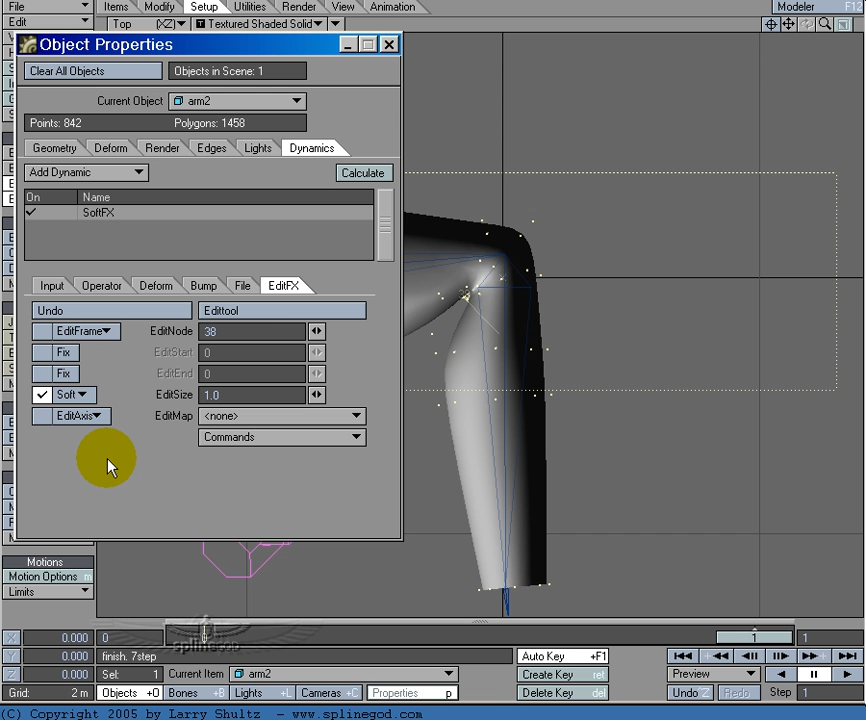 File Items Modify Setup Utilities Render View Animation Modeler F12
Edit Top (XZ) Textured Shaded Solid
Object Properties
Clear All Objects Objects in Scene: 1
Current Object arm2
Points: 842 Polygons: 1458
Geometry Deform Render Edges Lights Dynamics
Add Dynamic Calculate
On Name
SoftFX
Input Operator Deform Bump File EditFX
Undo Edittool
EditFrame EditNode 38
Fix EditStart 0
Fix EditEnd 0
Soft EditSize 1.0
EditAxis EditMap <none>
Commands
Motions
Motion Options m
Limits
splineGOD
X 0.000 0 0 1 1
Y 0.000 finish. 7step Auto Key +F1
Z 0.000 Sel: 1 Current Item arm2 Create Key ret Preview
Grid: 2 m Objects +O Bones +B Lights +L Cameras +C Properties p Delete Key del Undo Z Redo Step 1
(C) Copyright 2005 by Larry Shultz - www.splinegod.com